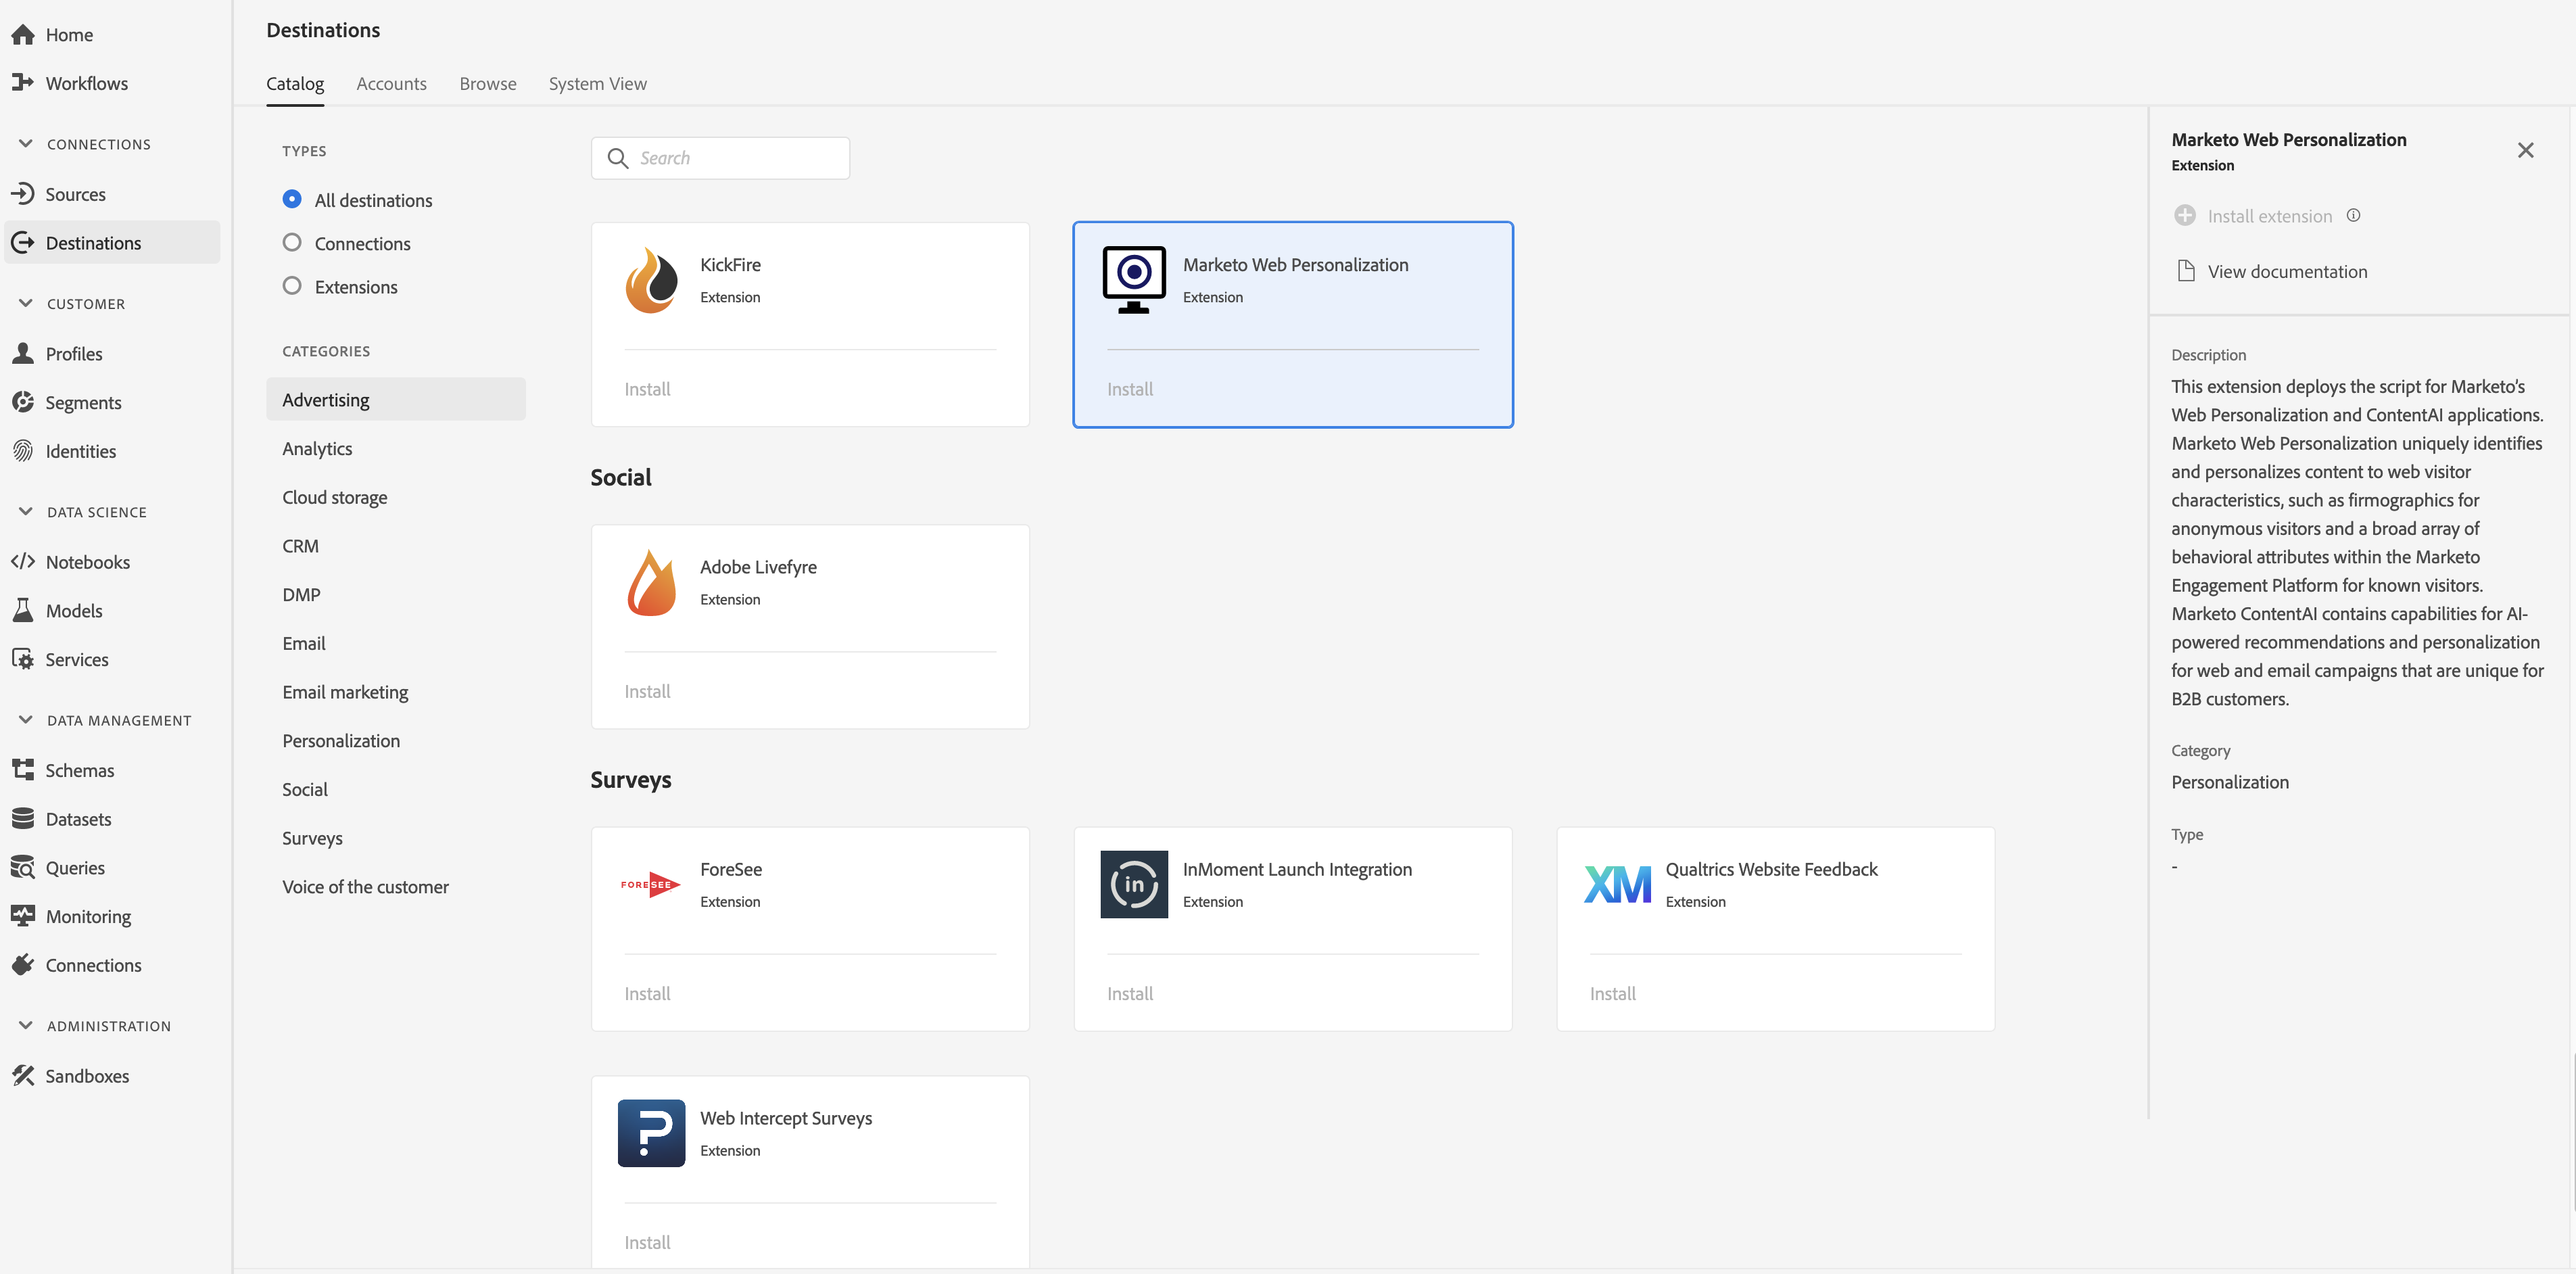 Home
Workflows
CONNECTIONS
Sources
Destinations
CUSTOMER
Profiles
Segments
Identities
DATA SCIENCE
Notebooks
Models
Services
DATA MANAGEMENT
Schemas
Datasets
Queries
Monitoring
Connections
ADMINISTRATION
Sandboxes
Destinations
Catalog Accounts Browse System View
TYPES
All destinations
Connections
Extensions
CATEGORIES
Advertising
Analytics
Cloud storage
CRM
DMP
Email
Email marketing
Personalization
Social
Surveys
Voice of the customer
Search
KickFire
Extension
Install
Marketo Web Personalization
Extension
Install
Social
Adobe Livefyre
Extension
Install
Surveys
FORESEE
ForeSee
Extension
Install
in
InMoment Launch Integration
Extension
Install
XM
Qualtrics Website Feedback
Extension
Install
Web Intercept Surveys
Extension
Install
Marketo Web Personalization
Extension
Install extension
View documentation
Description
This extension deploys the script for Marketo’s
Web Personalization and ContentAI applications.
Marketo Web Personalization uniquely identifies
and personalizes content to web visitor
characteristics, such as firmographics for
anonymous visitors and a broad array of
behavioral attributes within the Marketo
Engagement Platform for known visitors.
Marketo ContentAI contains capabilities for AI-
powered recommendations and personalization
for web and email campaigns that are unique for
B2B customers.
Category
Personalization
Type
-